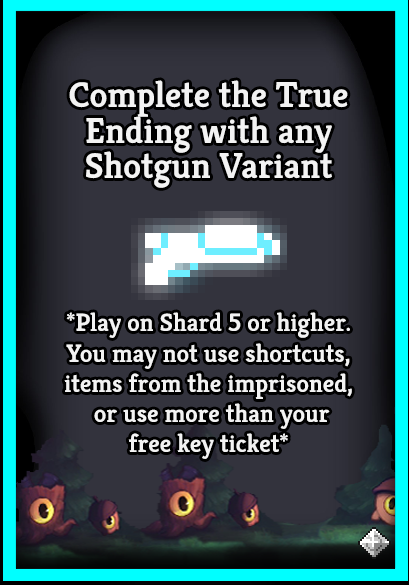 Complete the True
Ending with any
Shotgun Variant
*Play on Shard 5 or higher.
You may not use shortcuts,
items from the imprisoned,
or use more than your
free key ticket*